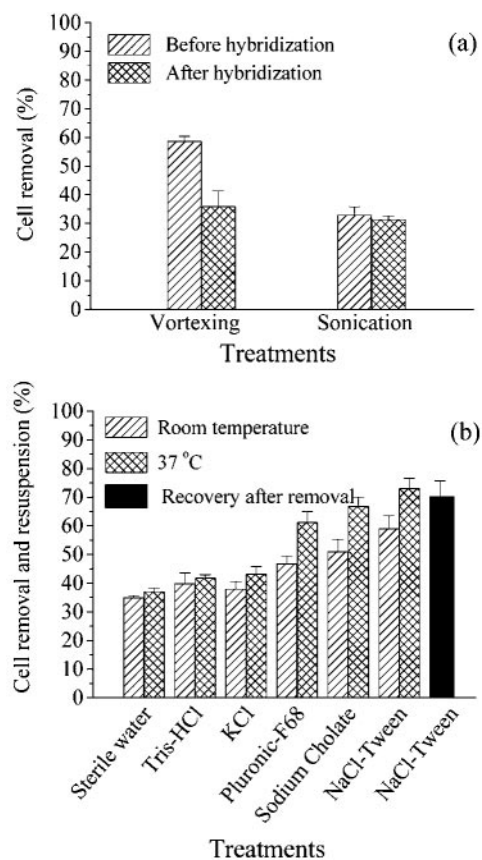 (a)
Before hybridization
After hybridization
Cell removal (%)
100
90
80
70
60
50
40
30
20
10
0
Vortexing
Sonication
Treatments
(b)
Room temperature
37 °C
Recovery after removal
Cell removal and resuspension (%)
100
90
80
70
60
50
40
30
20
10
0
Sterile water
Tris-HCl
KCl
Pluronic-F68
Sodium Cholate
NaCl-Tween
NaCl-Tween
Treatments